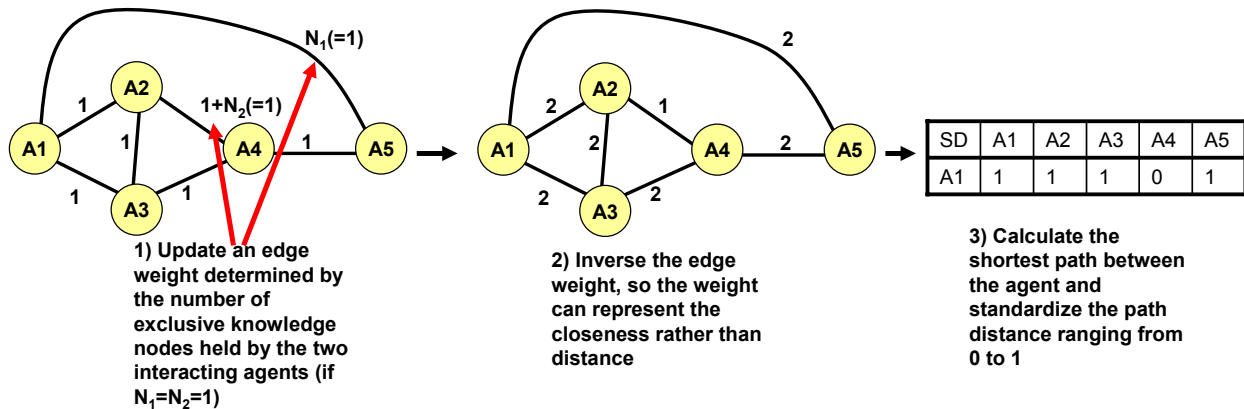 N₁(=1)
A2
1
1+N₂(=1)
1
A1
A4
1
A5
1
1
A3
1) Update an edge
weight determined by
the number of
exclusive knowledge
nodes held by the two
interacting agents (if
N₁=N₂=1)
2
A2
2
1
2
A1
A4
2
A5
2
2
A3
2) Inverse the edge
weight, so the weight
can represent the
closeness rather than
distance
SD A1 A2 A3 A4 A5
A1 1 1 1 0 1
3) Calculate the
shortest path between
the agent and
standardize the path
distance ranging from
0 to 1